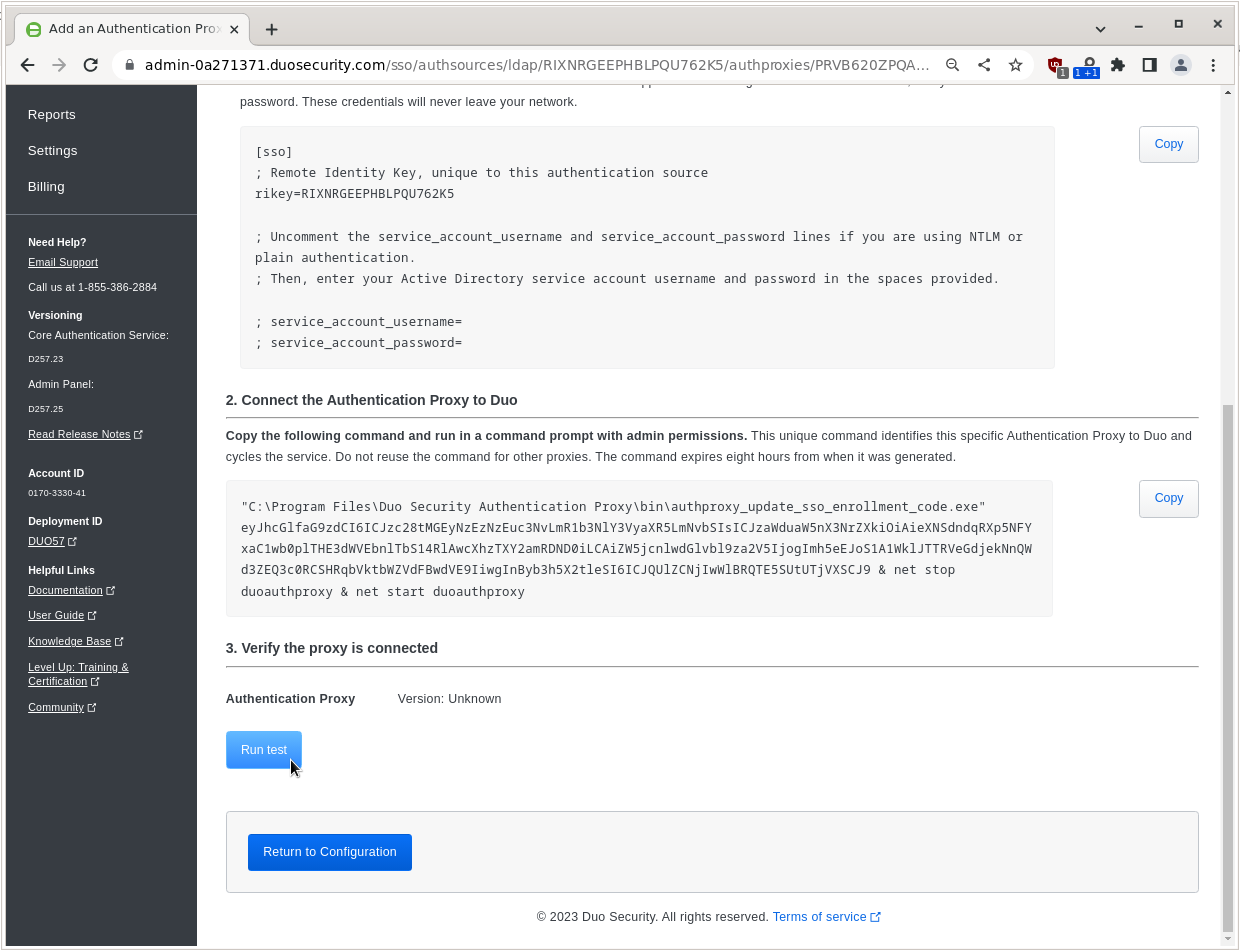 Add an Authentication Pro
admin-0a271371.duosecurity.com/sso/authsources/ldap/RIXNRGEEPHBLPQU762K5/authproxies/PRVB620ZPQA...
1
1 +1
Reports
Settings
Billing
Need Help?
Email Support
Call us at 1-855-386-2884
Versioning
Core Authentication Service:
D257.23
Admin Panel:
D257.25
Read Release Notes
Account ID
0170-3330-41
Deployment ID
DUO57
Helpful Links
Documentation
User Guide
Knowledge Base
Level Up: Training &
Certification
Community
password. These credentials will never leave your network.
Copy
[sso]
; Remote Identity Key, unique to this authentication source
rikey=RIXNRGEEPHBLPQU762K5
; Uncomment the service_account_username and service_account_password lines if you are using NTLM or
plain authentication.
; Then, enter your Active Directory service account username and password in the spaces provided.
; service_account_username=
; service_account_password=
2. Connect the Authentication Proxy to Duo
Copy the following command and run in a command prompt with admin permissions. This unique command identifies this specific Authentication Proxy to Duo and
cycles the service. Do not reuse the command for other proxies. The command expires eight hours from when it was generated.
Copy
"C:\Program Files\Duo Security Authentication Proxy\bin\authproxy_update_sso_enrollment_code.exe"
eyJhcGlfaG9zdCI6ICJzc28tMGEyNzEzNzEuc3NvLmR1b3NlY3VyaXR5LmNvbSIsICJzaWduaW5nX3NrZXkiOiAieXNSdndqRXp5NFY
xaC1wb0plTHE3dWVEbnlTbS14RlAwcXhzTXY2amRDND0iLCAiZW5jcnlwdGlvbl9za2V5IjogImh5eEJoS1A1WklJTTRVeGdjekNnQW
d3ZEQ3c0RCSHRqbVktbWZVdFBwdVE9IiwgInByb3h5X2tleSI6ICJQUlZCNjIwWlBRQTE5SUtUTjVXSCJ9 & net stop
duoauthproxy & net start duoauthproxy
3. Verify the proxy is connected
Authentication Proxy Version: Unknown
Run test
Return to Configuration
© 2023 Duo Security. All rights reserved. Terms of service